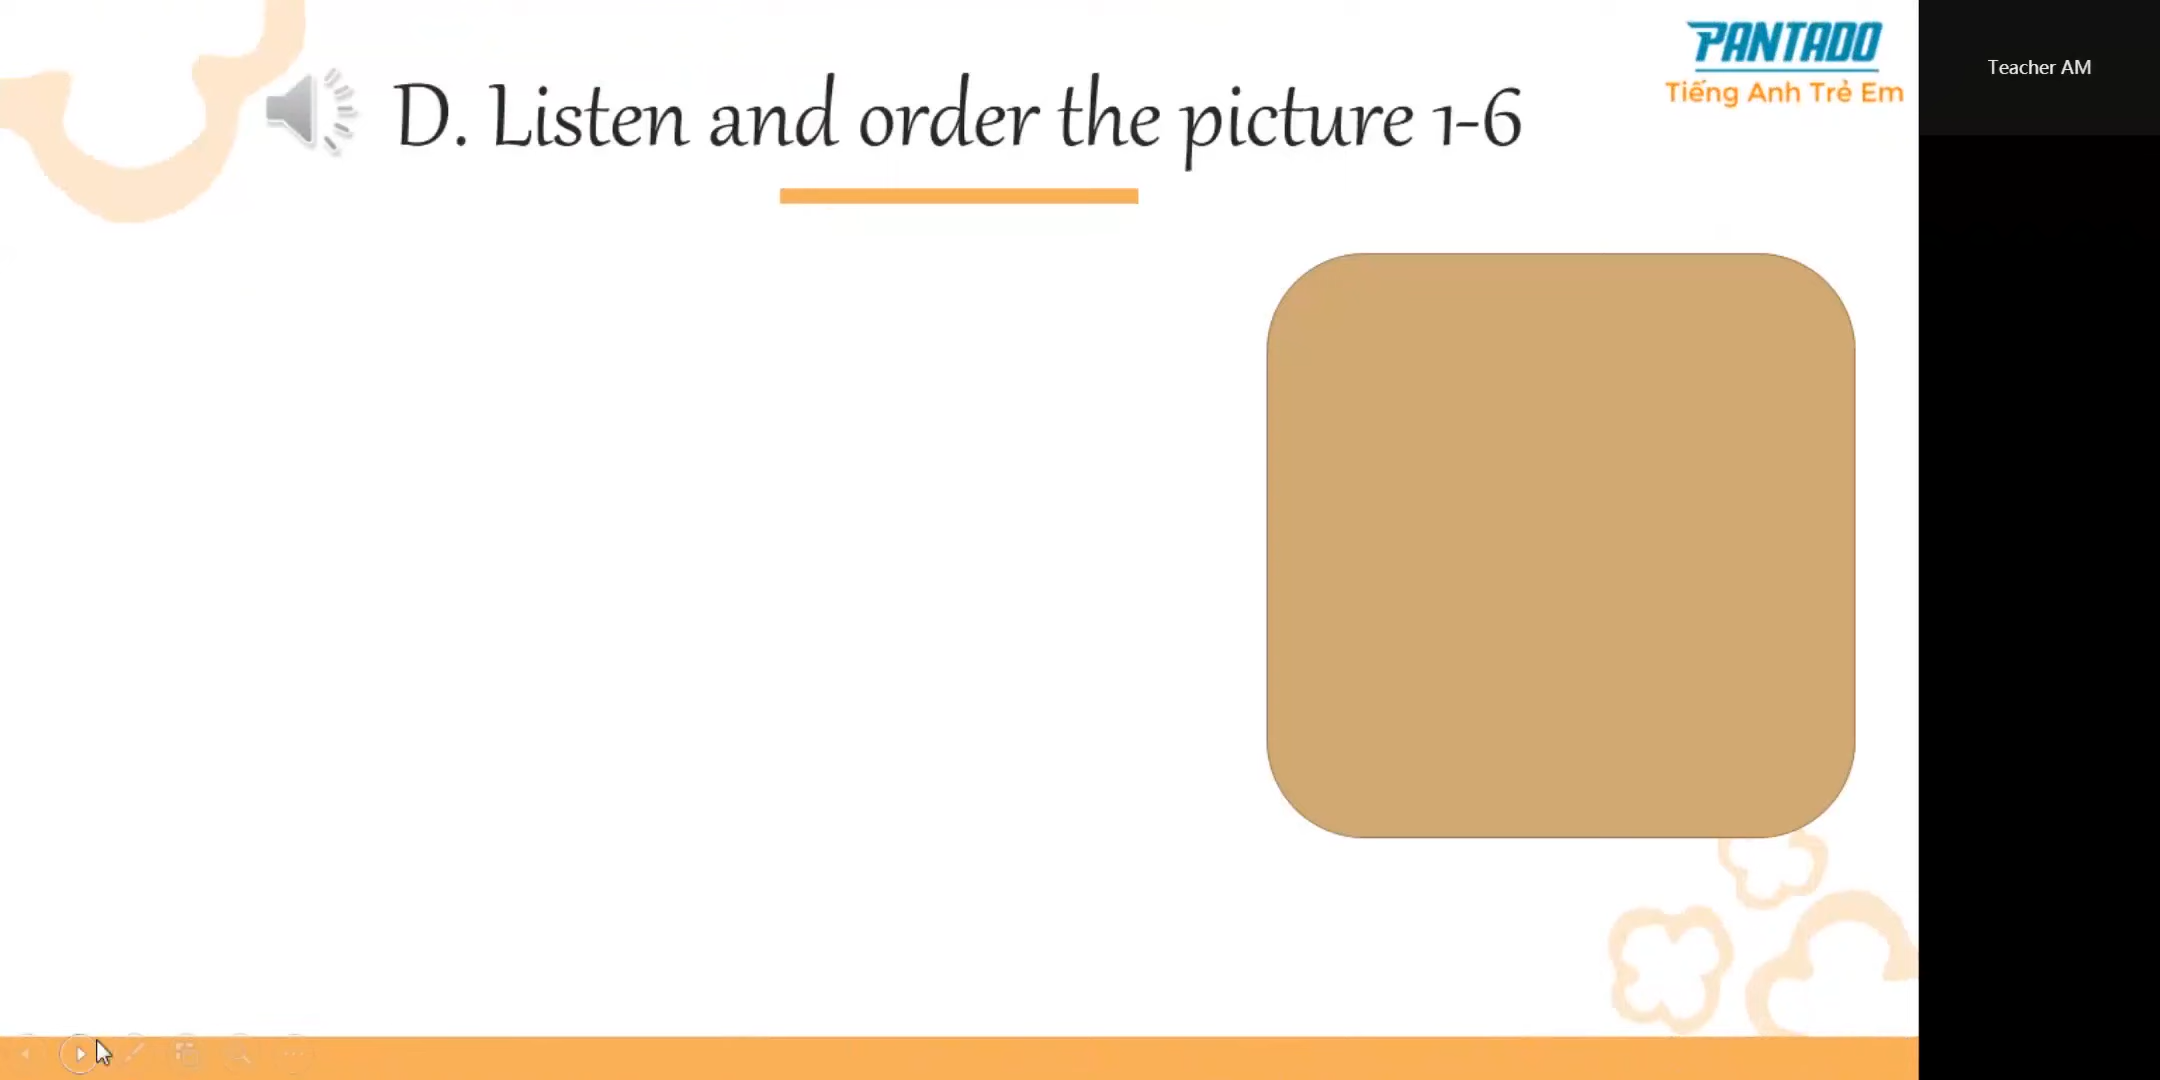 D. Listen and order the picture 1-6
PANTADO
Tiếng Anh Trẻ Em
Teacher AM